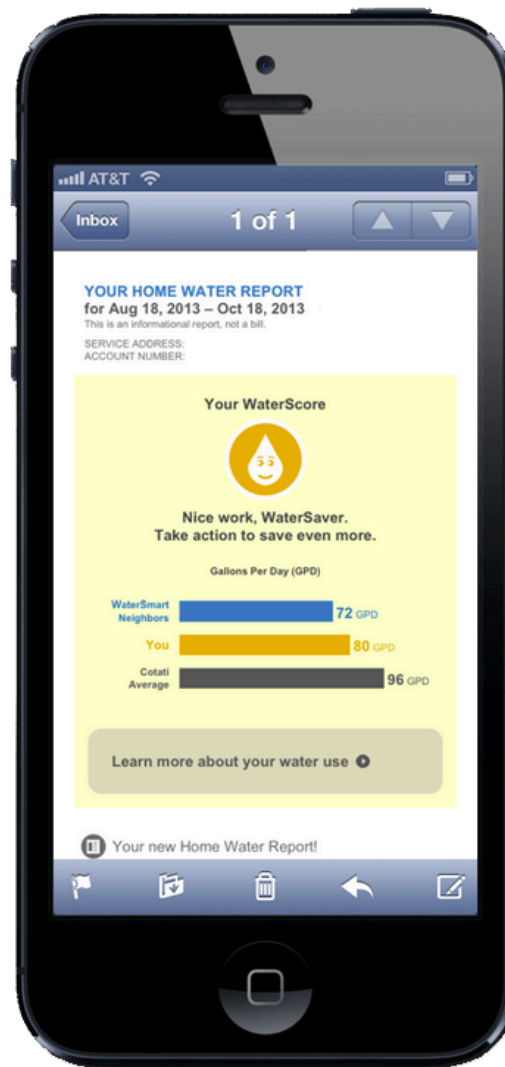 AT&T
Inbox
1 of 1
YOUR HOME WATER REPORT
for Aug 18, 2013 – Oct 18, 2013
This is an informational report, not a bill.
SERVICE ADDRESS:
ACCOUNT NUMBER:
Your WaterScore
Nice work, WaterSaver.
Take action to save even more.
Gallons Per Day (GPD)
WaterSmart
Neighbors
72 GPD
You
80 GPD
Cotati
Average
96 GPD
Learn more about your water use
Your new Home Water Report!